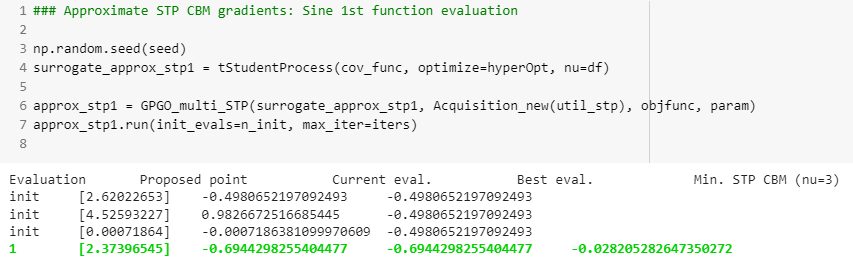 1 ### Approximate STP CBM gradients: Sine 1st function evaluation
2
3 np.random.seed(seed)
4 surrogate_approx_stp1 = tStudentProcess(cov_func, optimize=hyperOpt, nu=df)
5
6 approx_stp1 = GPGO_multi_STP(surrogate_approx_stp1, Acquisition_new(util_stp), objfunc, param)
7 approx_stp1.run(init_evals=n_init, max_iter=iters)
8
Evaluation Proposed point Current eval. Best eval. Min. STP CBM (nu=3)
init [2.62022653] -0.4980652197092493 -0.4980652197092493
init [4.52593227] 0.9826672516685445 -0.4980652197092493
init [0.00071864] -0.0007186381099970609 -0.4980652197092493
1 [2.37396545] -0.6944298255404477 -0.6944298255404477 -0.028205282647350272